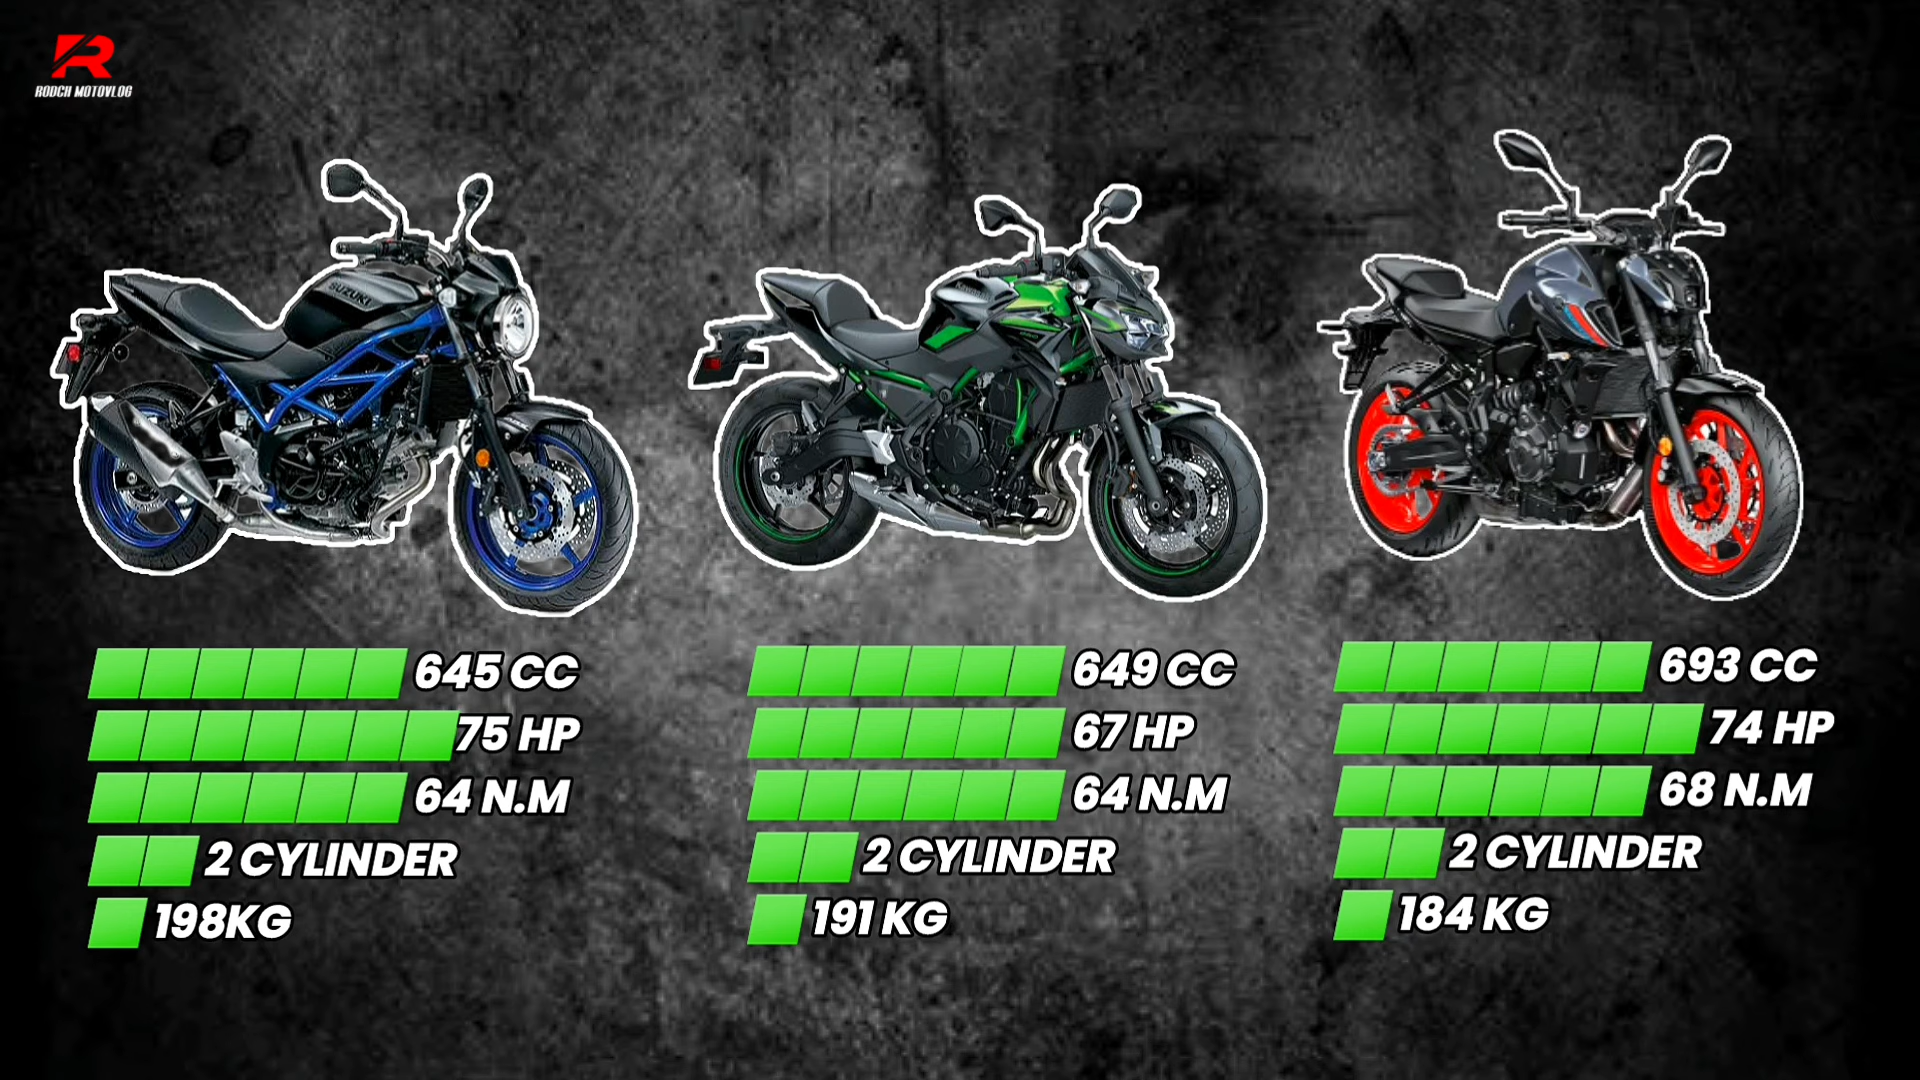 RODCH MOTOVLOG
SUZUKI
645 CC
75 HP
64 N.M
2 CYLINDER
198KG
649 CC
67 HP
64 N.M
2 CYLINDER
191 KG
693 CC
74 HP
68 N.M
2 CYLINDER
184 KG